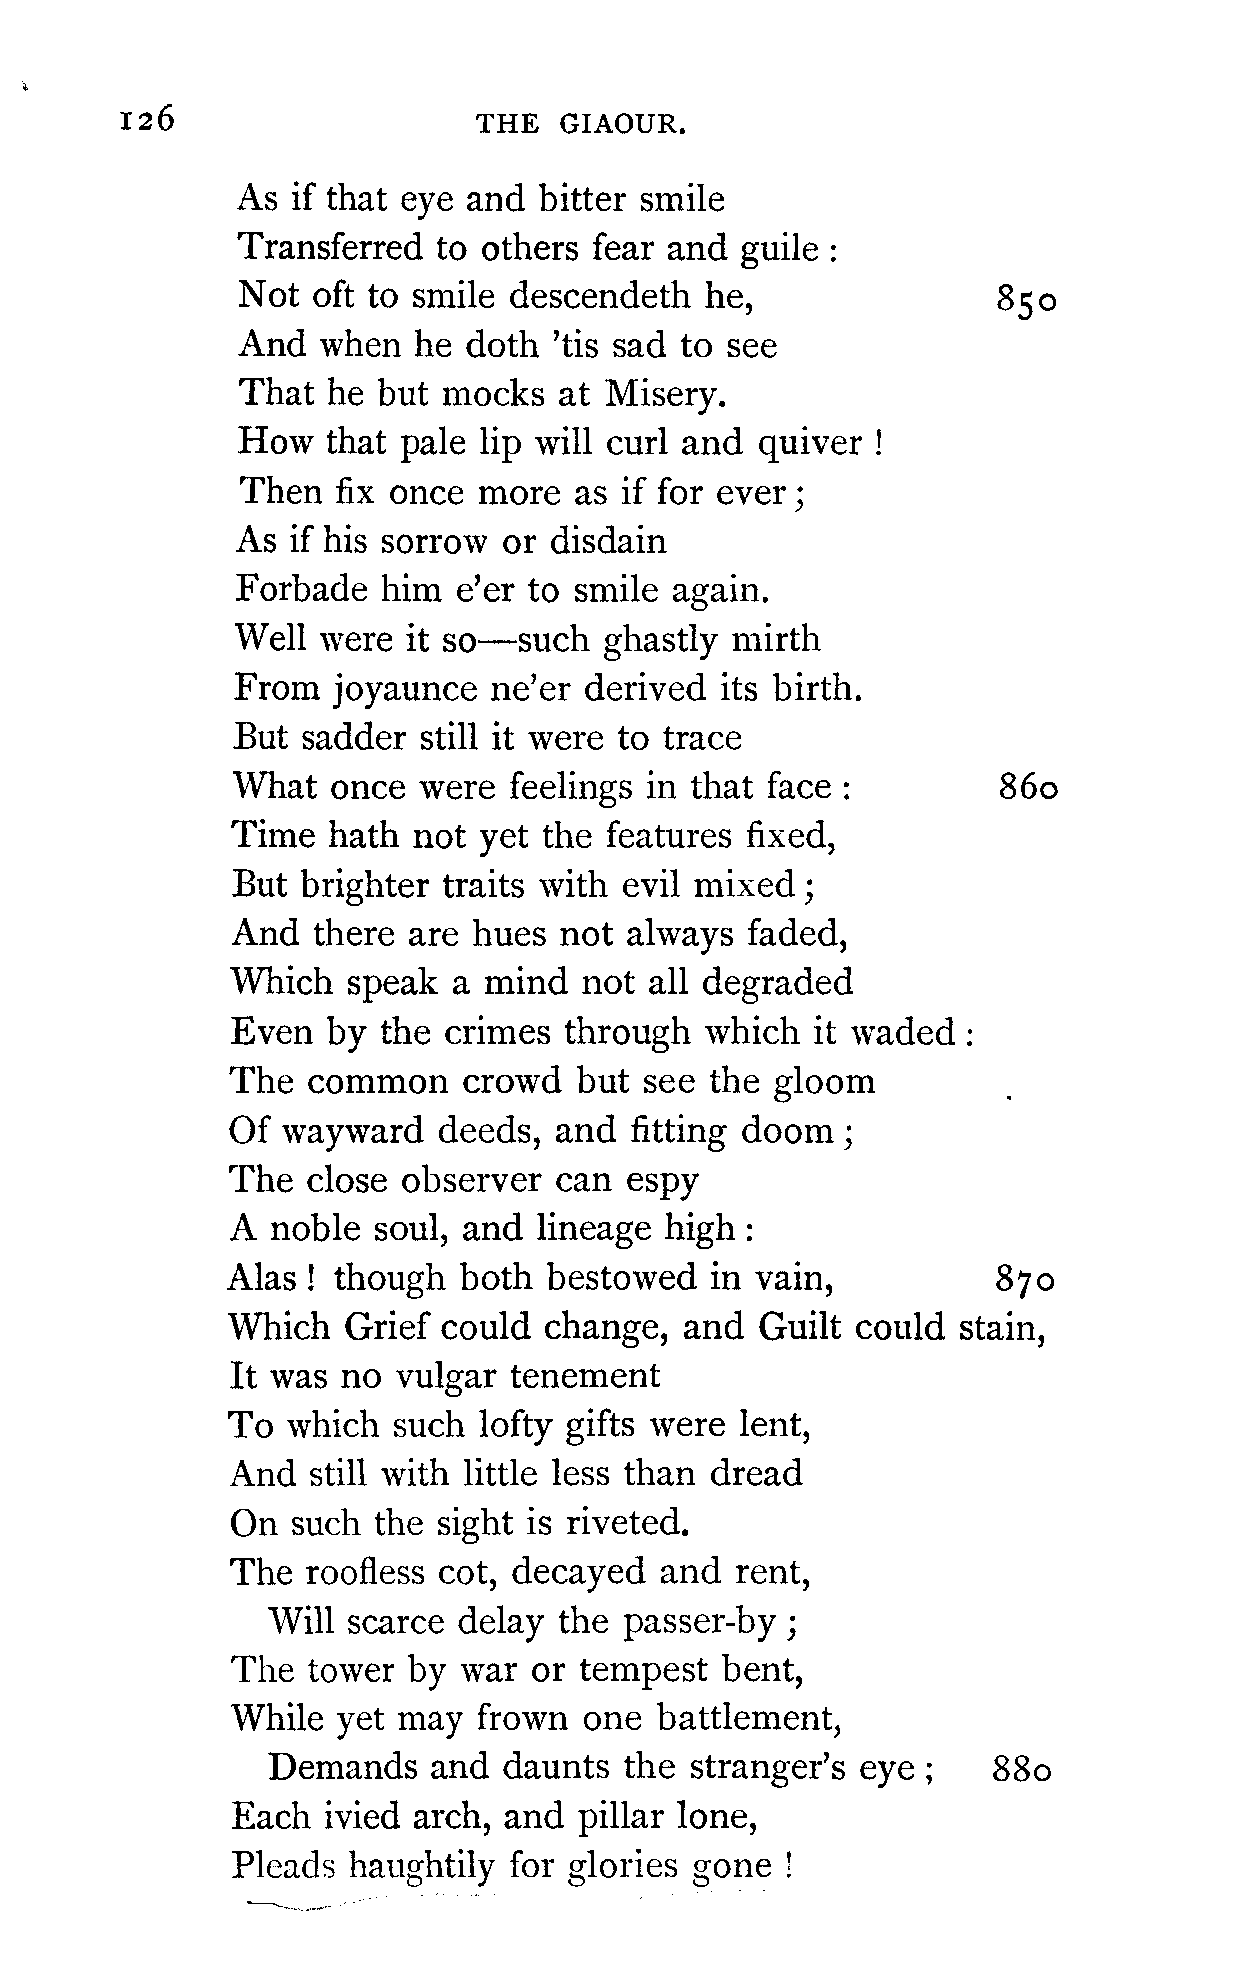 126 THE GIAOUR.
As if that eye and bitter smile
Transferred to others fear and guile :
Not oft to smile descendeth he, 850
And when he doth 'tis sad to see
That he but mocks at Misery.
How that pale lip will curl and quiver !
Then fix once more as if for ever ;
As if his sorrow or disdain
Forbade him e'er to smile again.
Well were it so—such ghastly mirth
From joyaunce ne'er derived its birth.
But sadder still it were to trace
What once were feelings in that face : 860
Time hath not yet the features fixed,
But brighter traits with evil mixed ;
And there are hues not always faded,
Which speak a mind not all degraded
Even by the crimes through which it waded :
The common crowd but see the gloom
Of wayward deeds, and fitting doom ;
The close observer can espy
A noble soul, and lineage high :
Alas ! though both bestowed in vain, 870
Which Grief could change, and Guilt could stain,
It was no vulgar tenement
To which such lofty gifts were lent,
And still with little less than dread
On such the sight is riveted.
The roofless cot, decayed and rent,
Will scarce delay the passer-by ;
The tower by war or tempest bent,
While yet may frown one battlement,
Demands and daunts the stranger's eye ; 880
Each ivied arch, and pillar lone,
Pleads haughtily for glories gone !